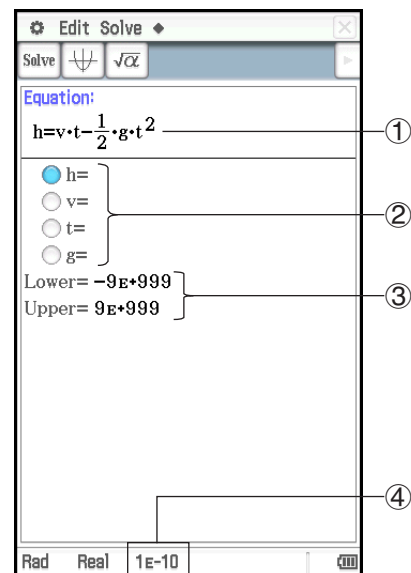 Edit Solve
Solve √α
Equation:
h=v·t−1/2·g·t² ①
h= ②
v=
t=
g=
Lower= −9E+999 ③
Upper= 9E+999
④
Rad Real 1E−10